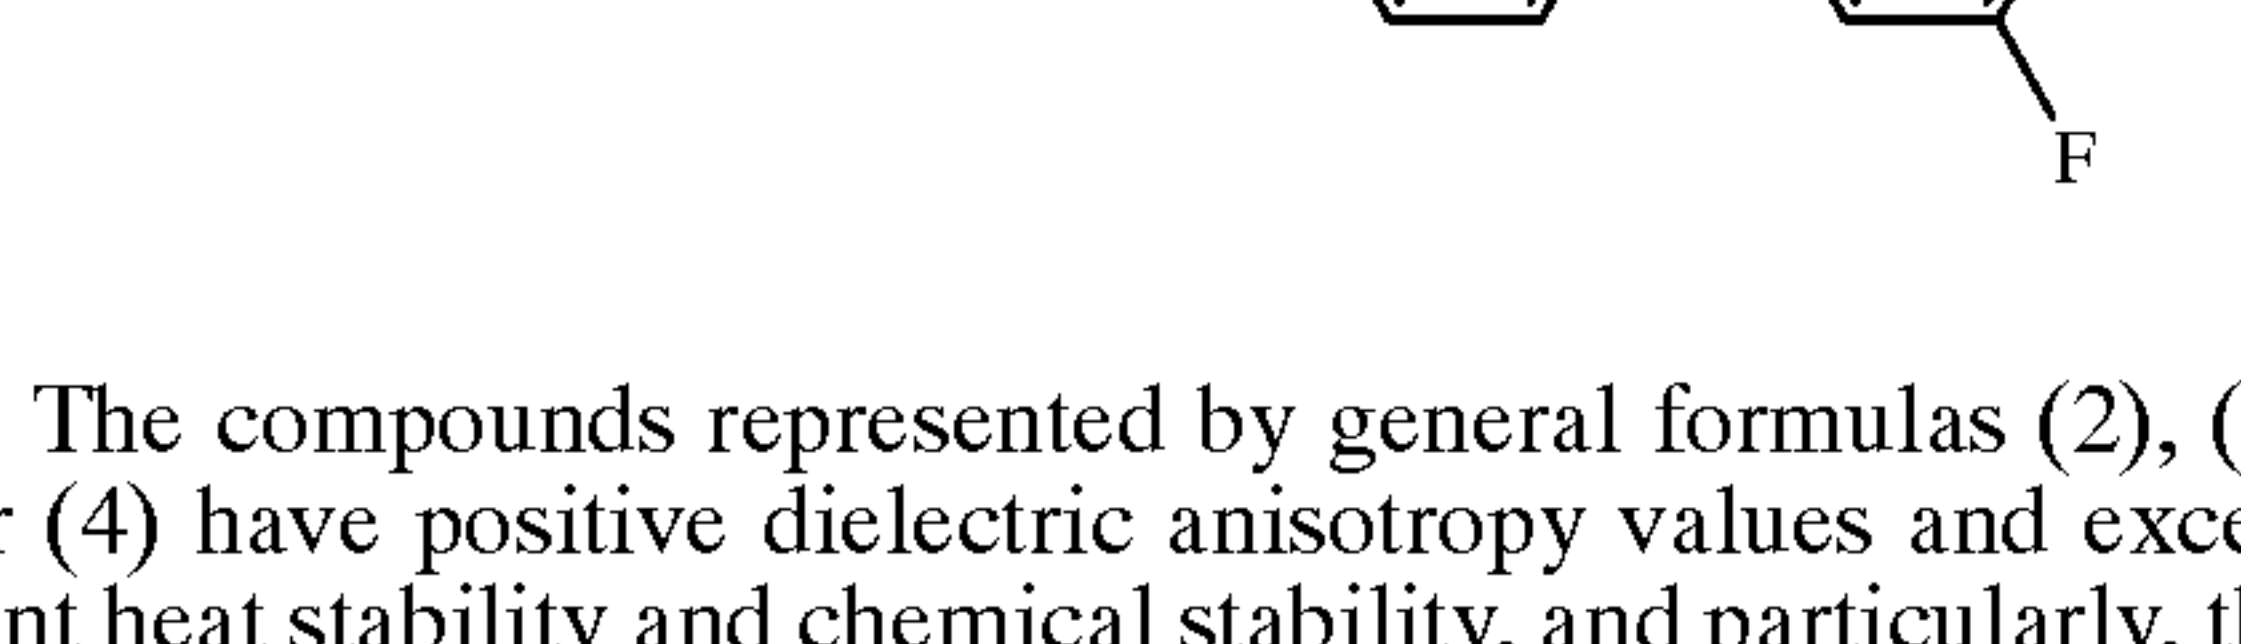 F
The compounds represented by general formulas (2), (
(4) have positive dielectric anisotropy values and
heat stability and chemical stability, and particularly,